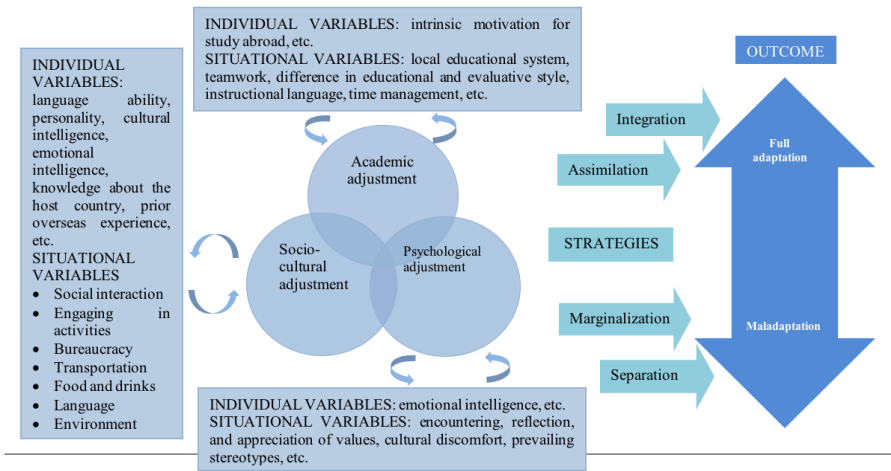 INDIVIDUAL VARIABLES: intrinsic motivation for
study abroad, etc.
SITUATIONAL VARIABLES: local educational system,
teamwork, difference in educational and evaluative style,
instructional language, time management, etc.
INDIVIDUAL
VARIABLES:
language ability,
personality, cultural
intelligence,
emotional
intelligence,
knowledge about the
host country, prior
overseas experience,
etc.
SITUATIONAL
VARIABLES
• Social interaction
• Engaging in
activities
• Bureaucracy
• Transportation
• Food and drinks
• Language
• Environment
Academic
adjustment
Socio-
cultural
adjustment
Psychological
adjustment
INDIVIDUAL VARIABLES: emotional intelligence, etc.
SITUATIONAL VARIABLES: encountering, reflection,
and appreciation of values, cultural discomfort, prevailing
stereotypes, etc.
Integration
Assimilation
STRATEGIES
Marginalization
Separation
OUTCOME
Full
adaptation
Maladaptation